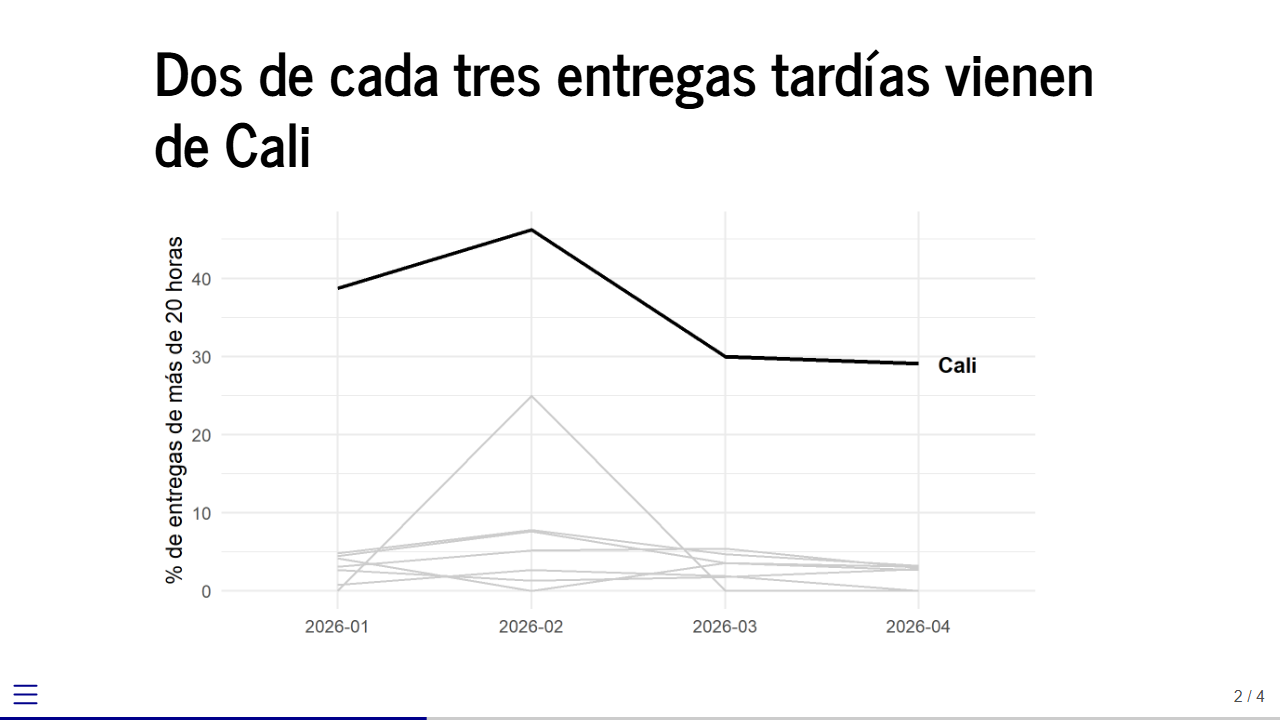 Dos de cada tres entregas tardías vienen
de Cali
% de entregas de más de 20 horas
40
30
20
10
0
Cali
2026-01
2026-02
2026-03
2026-04
2 / 4